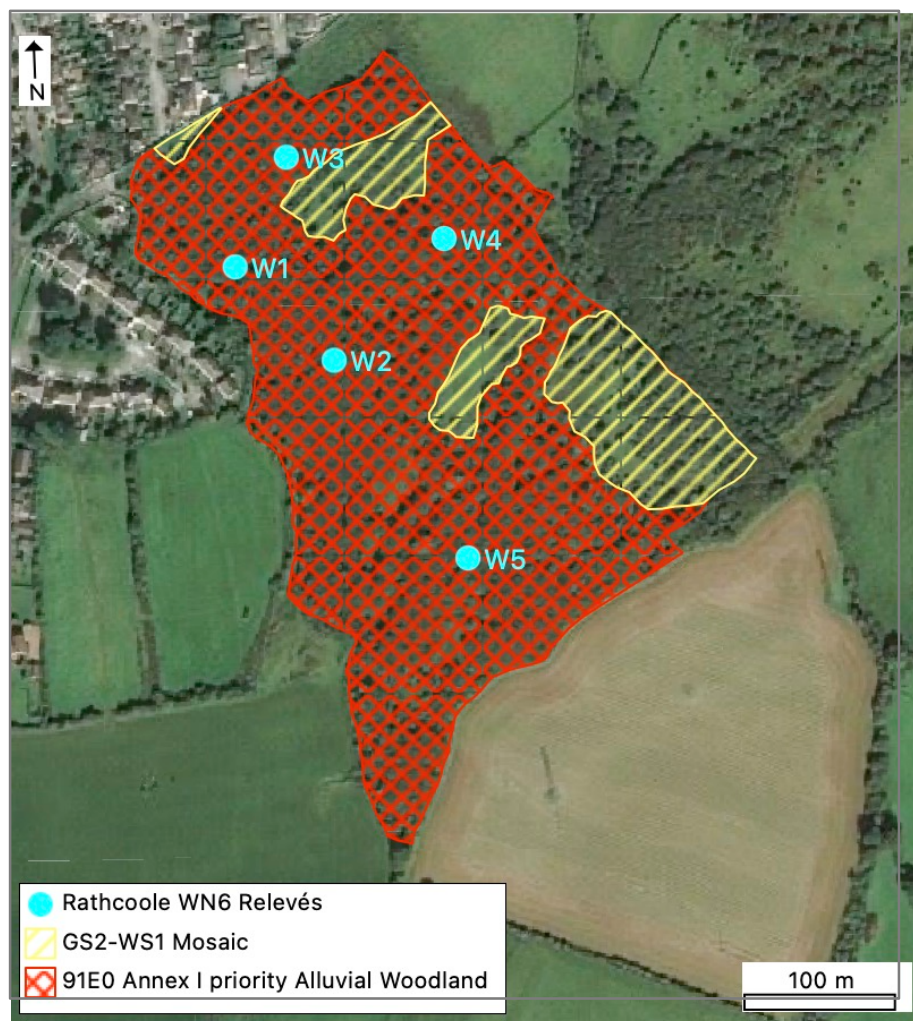 N
W3
W4
W1
W2
W5
Rathcoole WN6 Relevés
GS2-WS1 Mosaic
91E0 Annex I priority Alluvial Woodland
100 m